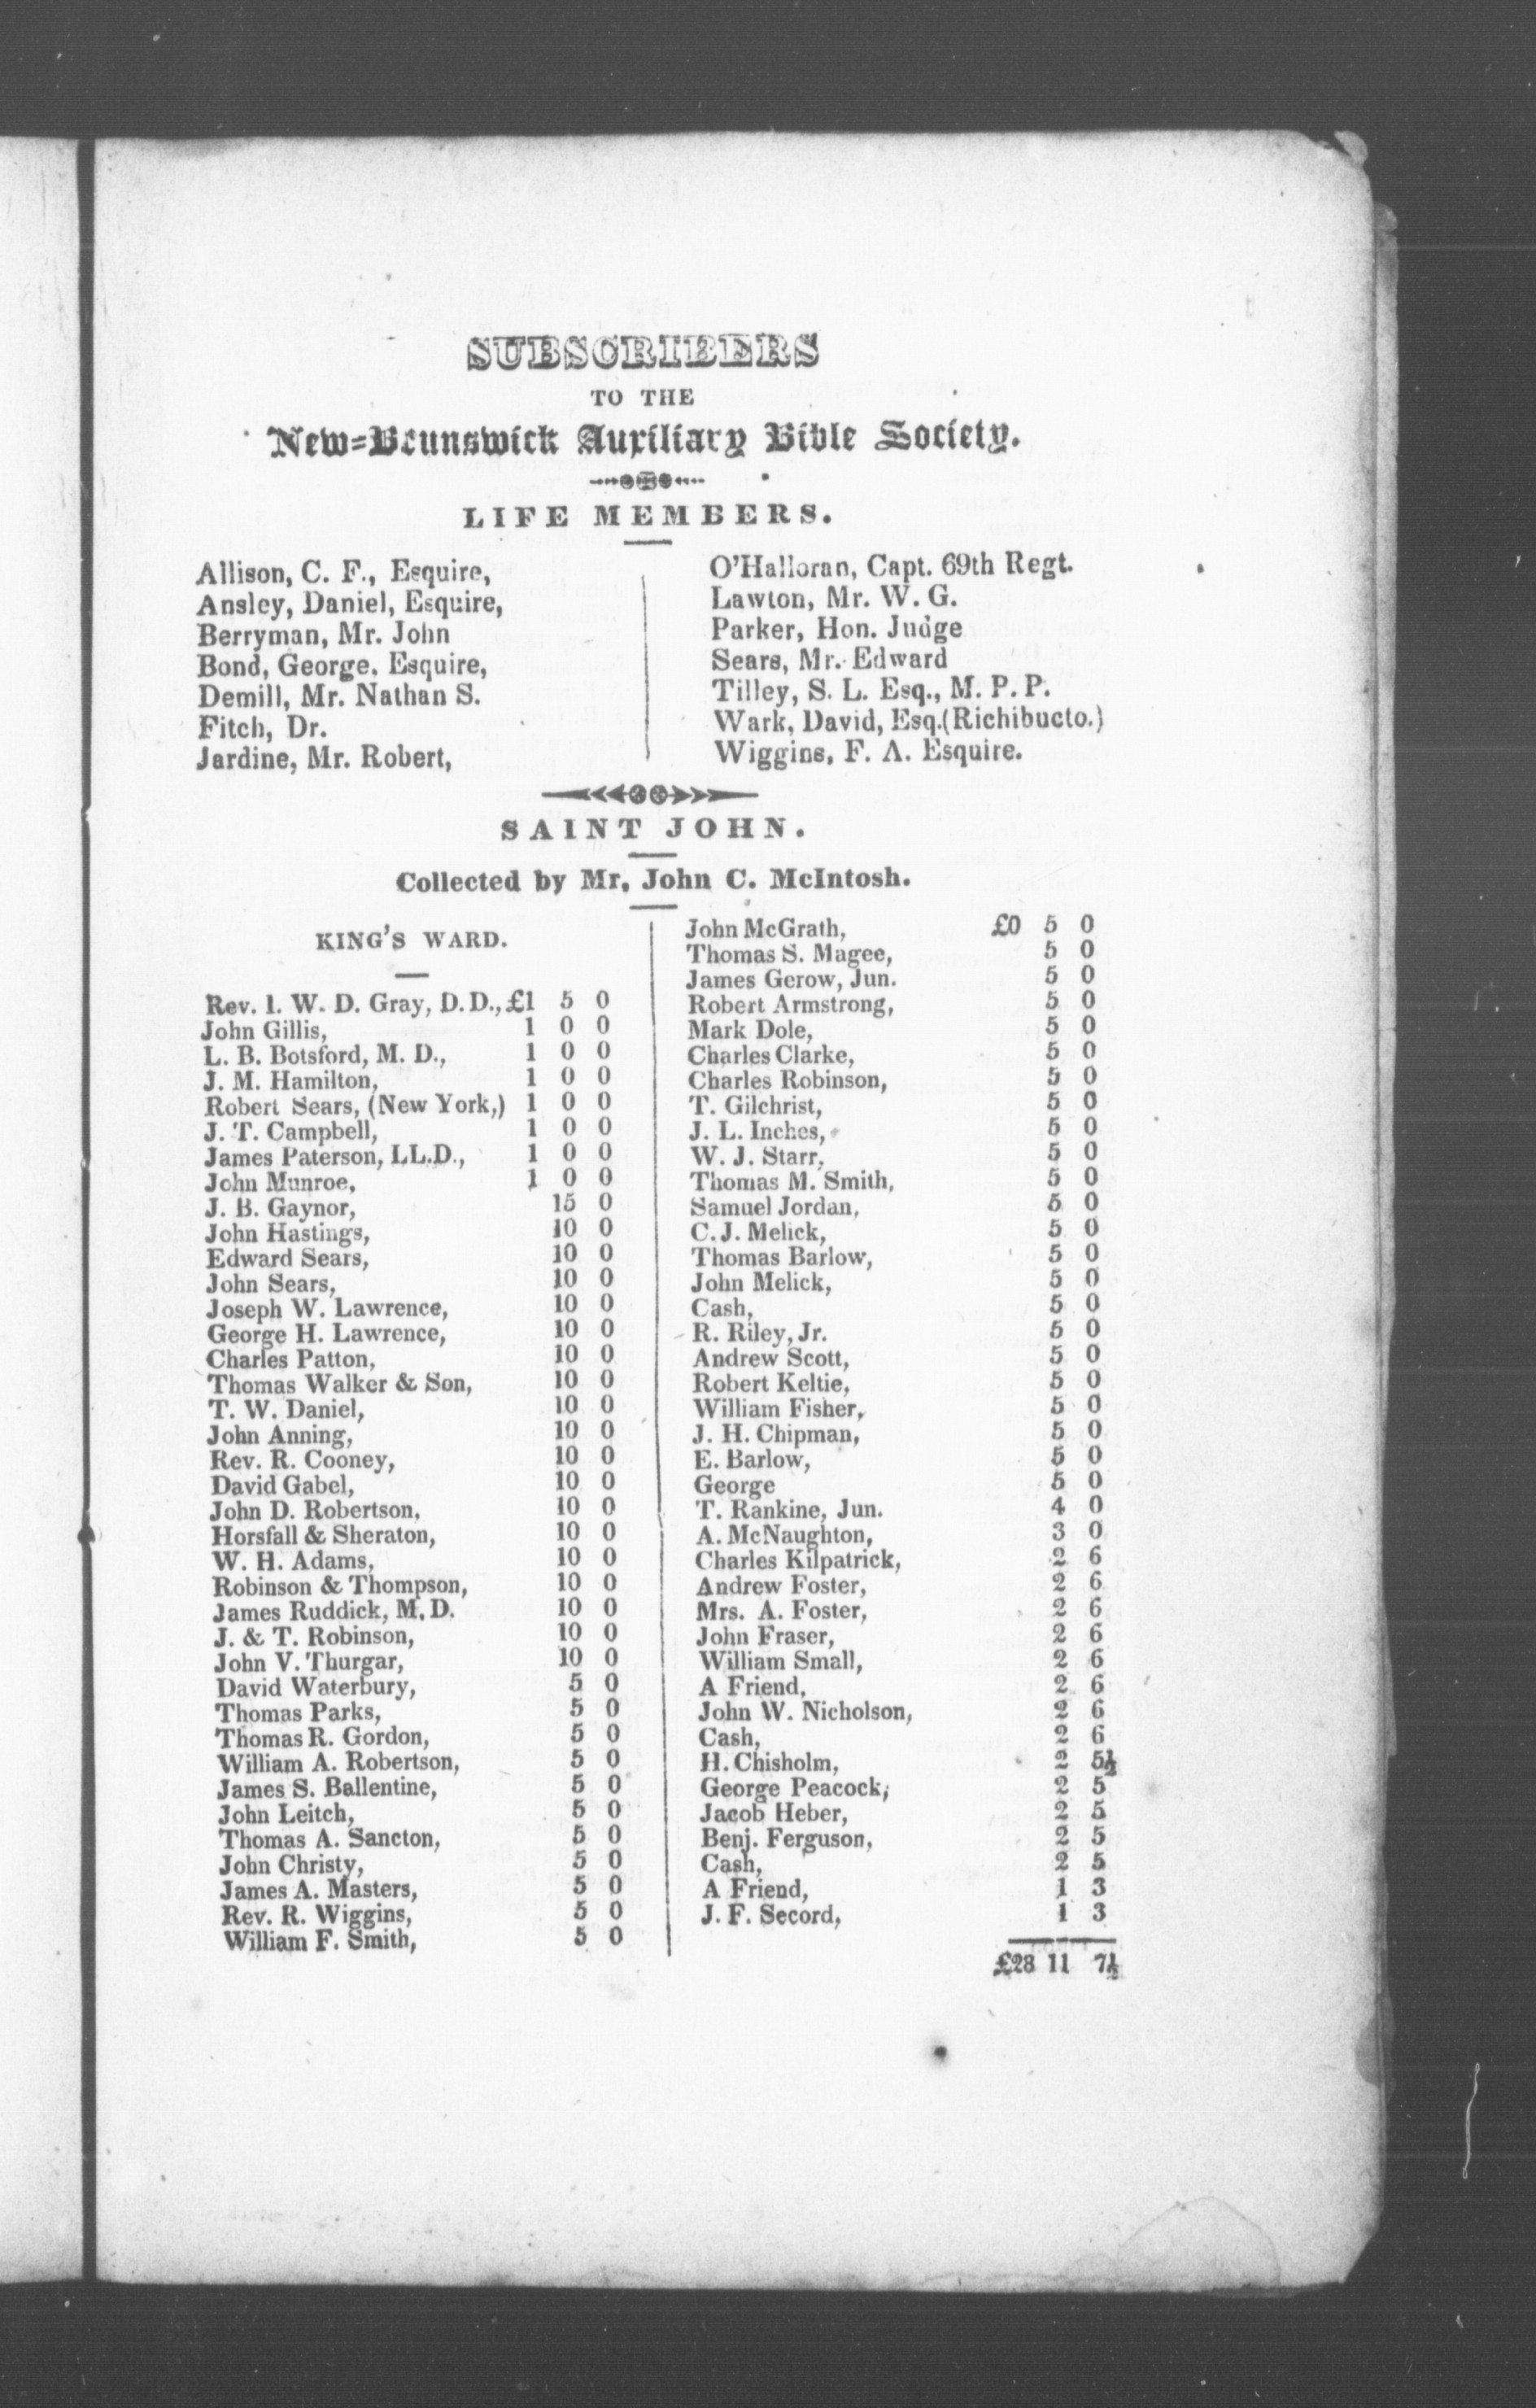 SUBSCRIBERS
TO THE
New-Brunswick Auxiliary Bible Society.
LIFE MEMBERS.
Allison, C. F., Esquire,
Ansley, Daniel, Esquire,
Berryman, Mr. John
Bond, George. Esquire,
Demill, Mr. Nathan S.
Fitch, Dr.
Jardine, Mr. Robert,
O'Halloran, Capt. 69th Regt.
Lawton, Mr. W. G.
Parker, Hon. Judge
Sears, Mr. Edward
Tilley, S. L. Esq., M. P. P.
Wark, David, Esq.(Richibucto.)
Wiggins, F. A. Esquire.
SAINT JOHN.
Collected by Mr. John C. McIntosh.
KING'S WARD.
Rev. I. W. D. Gray, D. D., £1 5 0
John Gillis, 1 0 0
L. B. Botsford, M. D., 1 0 0
J. M. Hamilton, 1 0 0
Robert Sears, (New York,) 1 0 0
J. T. Campbell, 1 0 0
James Paterson, LL.D., 1 0 0
John Munroe, 1 0 0
J. B. Gaynor, 15 0
John Hastings, 10 0
Edward Sears, 10 0
John Sears, 10 0
Joseph W. Lawrence, 10 0
George H. Lawrence, 10 0
Charles Patton, 10 0
Thomas Walker & Son, 10 0
T. W. Daniel, 10 0
John Anning, 10 0
Rev. R. Cooney, 10 0
David Gabel, 10 0
John D. Robertson, 10 0
Horsfall & Sheraton, 10 0
W. H. Adams, 10 0
Robinson & Thompson, 10 0
James Ruddick, M. D. 10 0
J. & T. Robinson, 10 0
John V. Thurgar, 10 0
David Waterbury, 5 0
Thomas Parks, 5 0
Thomas R. Gordon, 5 0
William A. Robertson, 5 0
James S. Ballentine, 5 0
John Leitch, 5 0
Thomas A. Sancton, 5 0
John Christy, 5 0
James A. Masters, 5 0
Rev. R. Wiggins, 5 0
William F. Smith, 5 0
John McGrath, £0 5 0
Thomas S. Magee, 5 0
James Gerow, Jun. 5 0
Robert Armstrong, 5 0
Mark Dole, 5 0
Charles Clarke, 5 0
Charles Robinson, 5 0
T. Gilchrist, 5 0
J. L. Inches, 5 0
W. J. Starr, 5 0
Thomas M. Smith, 5 0
Samuel Jordan, 5 0
C. J. Melick, 5 0
Thomas Barlow, 5 0
John Melick, 5 0
Cash, 5 0
R. Riley, Jr. 5 0
Andrew Scott, 5 0
Robert Keltie, 5 0
William Fisher, 5 0
J. H. Chipman, 5 0
E. Barlow, 5 0
George 5 0
T. Rankine, Jun. 4 0
A. McNaughton, 3 0
Charles Kilpatrick, 2 6
Andrew Foster, 2 6
Mrs. A. Foster, 2 6
John Fraser, 2 6
William Small, 2 6
A Friend, 2 6
John W. Nicholson, 2 6
Cash, 2 6
H. Chisholm, 2 5½
George Peacock, 2 5
Jacob Heber, 2 5
Benj. Ferguson, 2 5
Cash, 2 5
A Friend, 1 3
J. F. Secord, 1 3
£28 11 7½